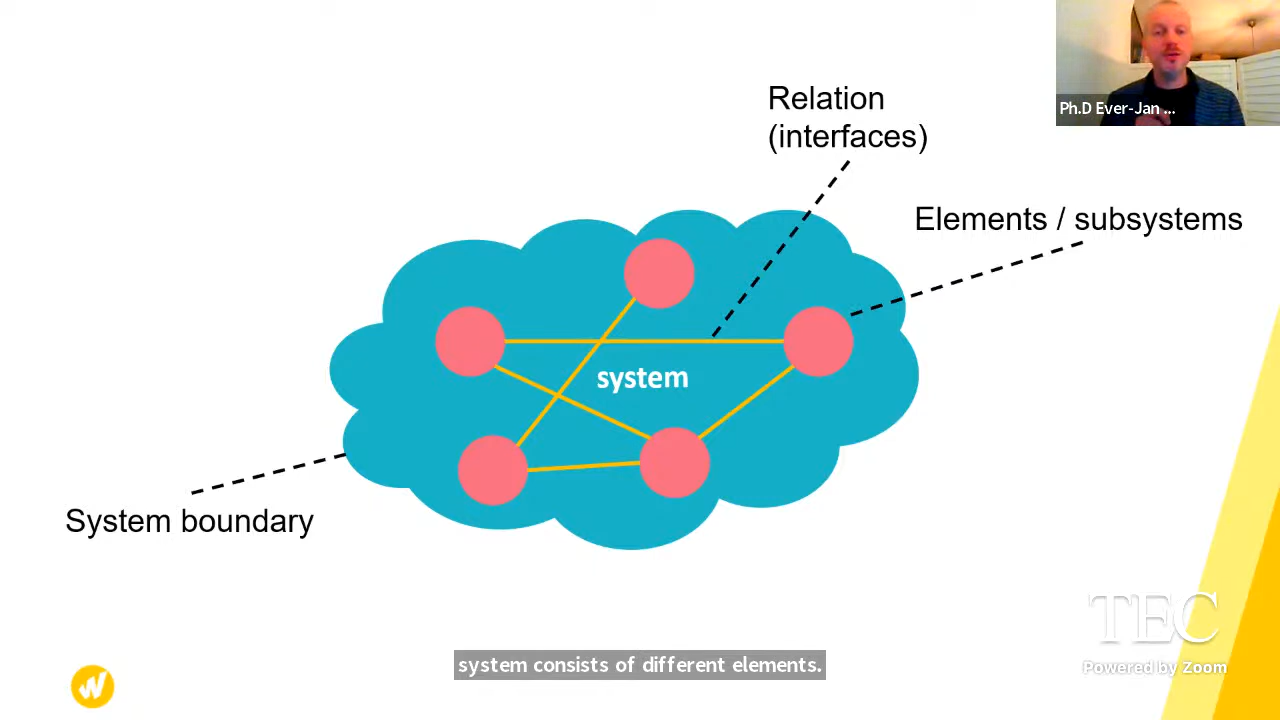 Ph.D Ever-Jan ...
Relation
(interfaces)
Elements / subsystems
system
System boundary
TEC
Powered by Zoom
system consists of different elements.
W